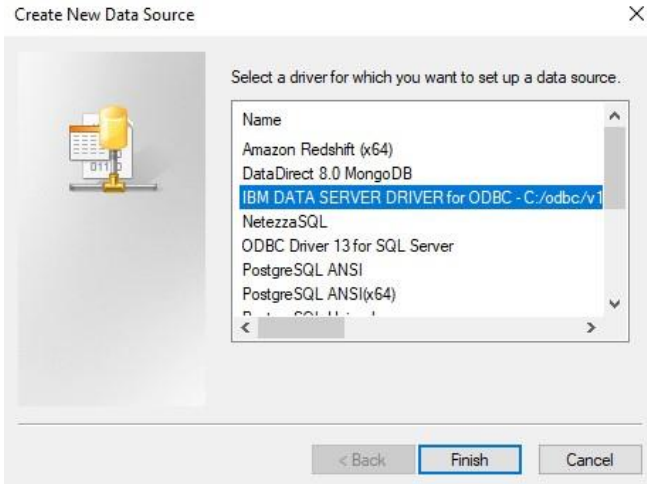 Create New Data Source
Select a driver for which you want to set up a data source.
Name
Amazon Redshift (x64)
DataDirect 8.0 MongoDB
IBM DATA SERVER DRIVER for ODBC - C:/odbc/v1
NetezzaSQL
ODBC Driver 13 for SQL Server
PostgreSQL ANSI
PostgreSQL ANSI(x64)
< Back
Finish
Cancel